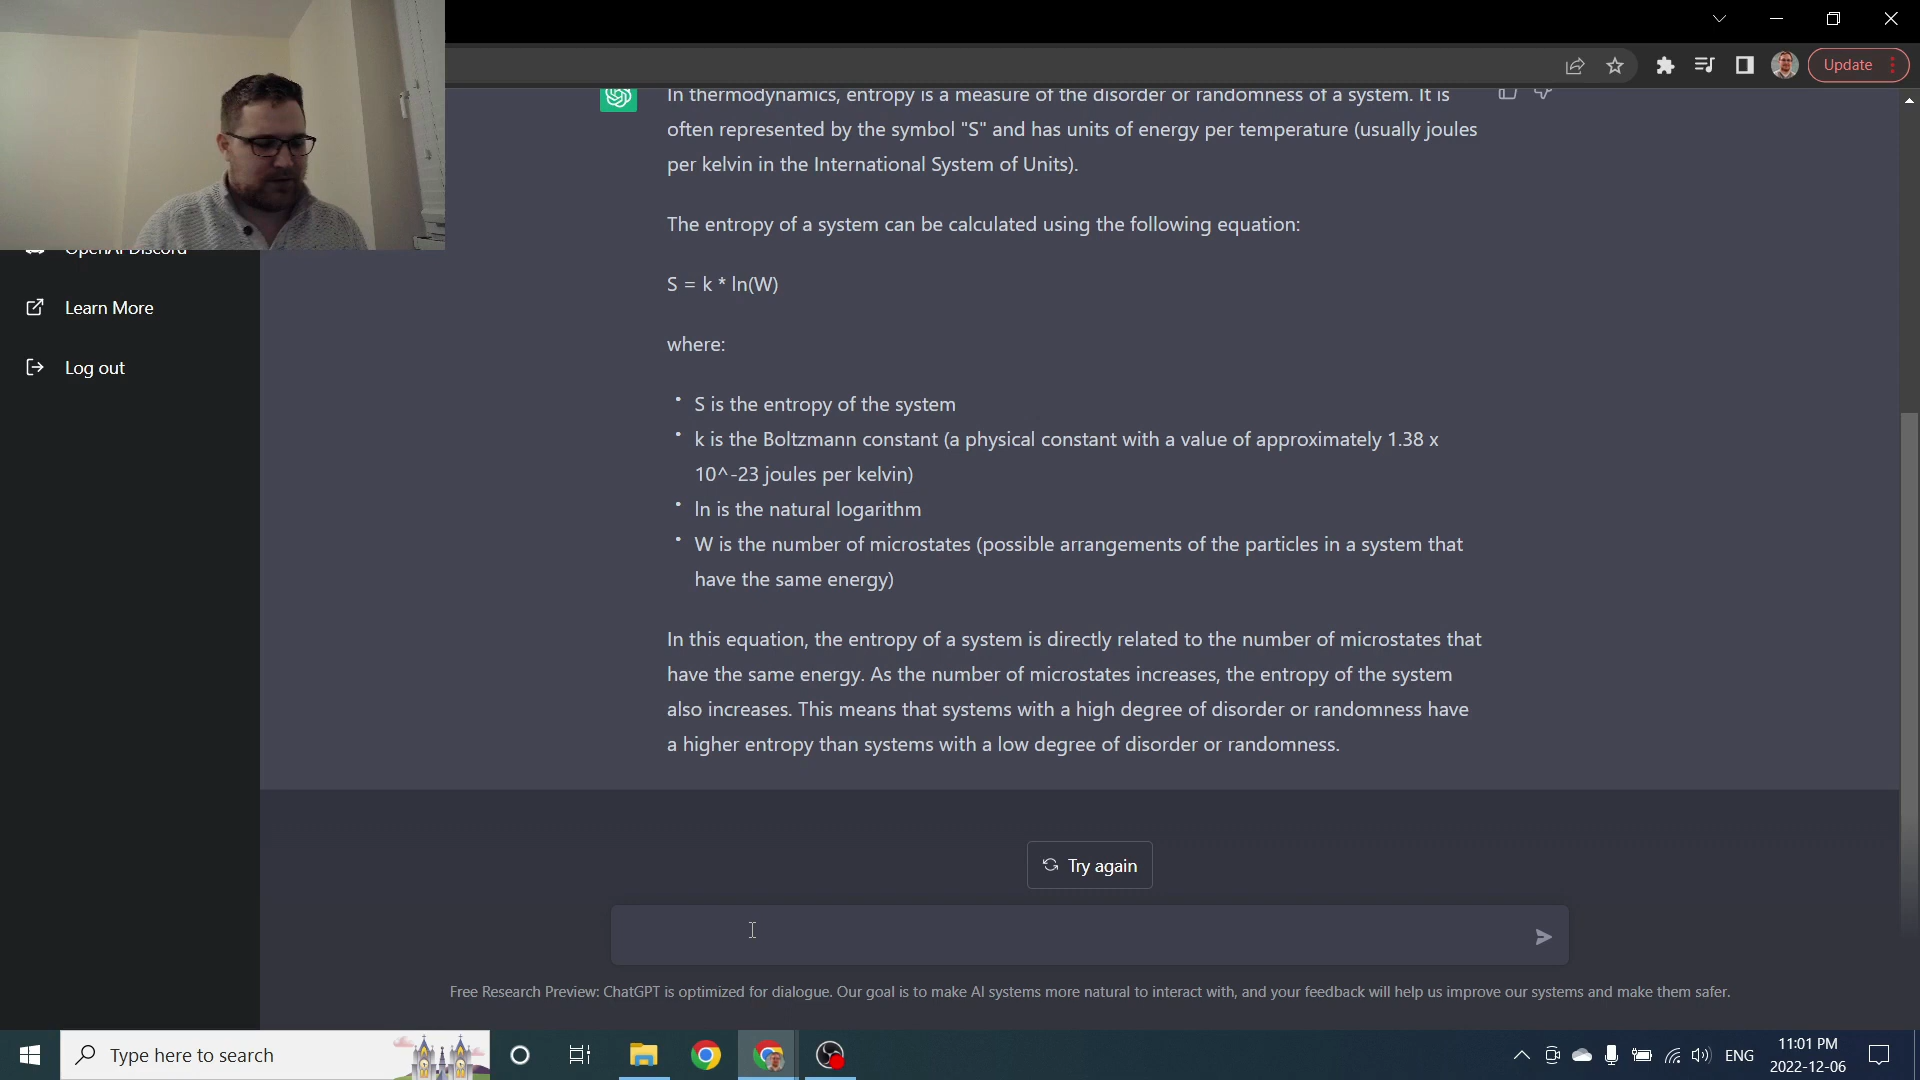 Update
In thermodynamics, entropy is a measure of the disorder or randomness of a system. It is
often represented by the symbol "S" and has units of energy per temperature (usually joules
per kelvin in the International System of Units).
The entropy of a system can be calculated using the following equation:
S = k * ln(W)
where:
• S is the entropy of the system
• k is the Boltzmann constant (a physical constant with a value of approximately 1.38 x
10^-23 joules per kelvin)
• ln is the natural logarithm
• W is the number of microstates (possible arrangements of the particles in a system that
have the same energy)
In this equation, the entropy of a system is directly related to the number of microstates that
have the same energy. As the number of microstates increases, the entropy of the system
also increases. This means that systems with a high degree of disorder or randomness have
a higher entropy than systems with a low degree of disorder or randomness.
OpenAI Discord
Learn More
Log out
Try again
Free Research Preview: ChatGPT is optimized for dialogue. Our goal is to make AI systems more natural to interact with, and your feedback will help us improve our systems and make them safer.
Type here to search
ENG
11:01 PM
2022-12-06